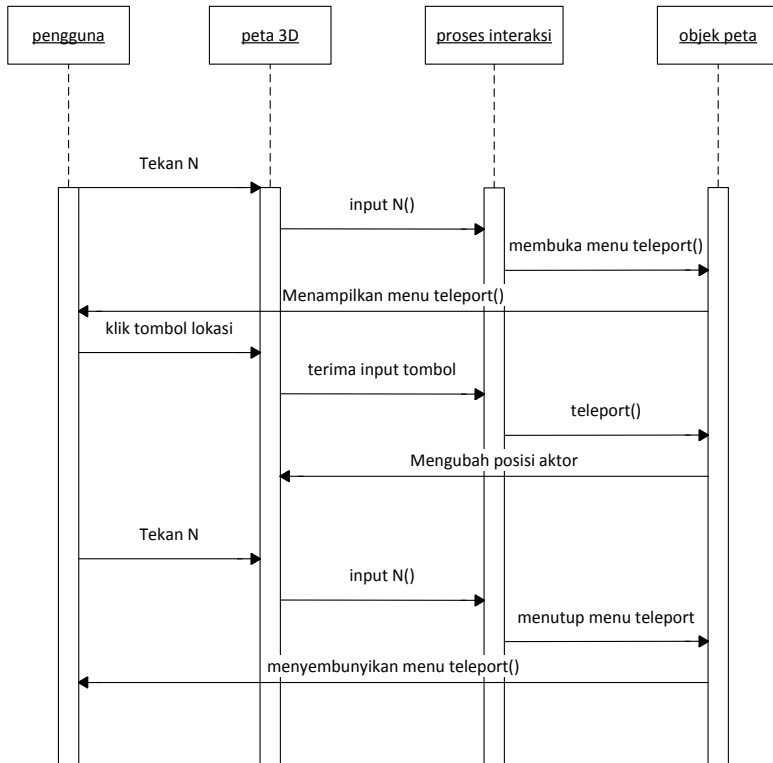 pengguna
peta 3D
proses interaksi
objek peta
Tekan N
input N()
membuka menu teleport()
Menampilkan menu teleport()
klik tombol lokasi
terima input tombol
teleport()
Mengubah posisi aktor
Tekan N
input N()
menutup menu teleport
menyembunyikan menu teleport()